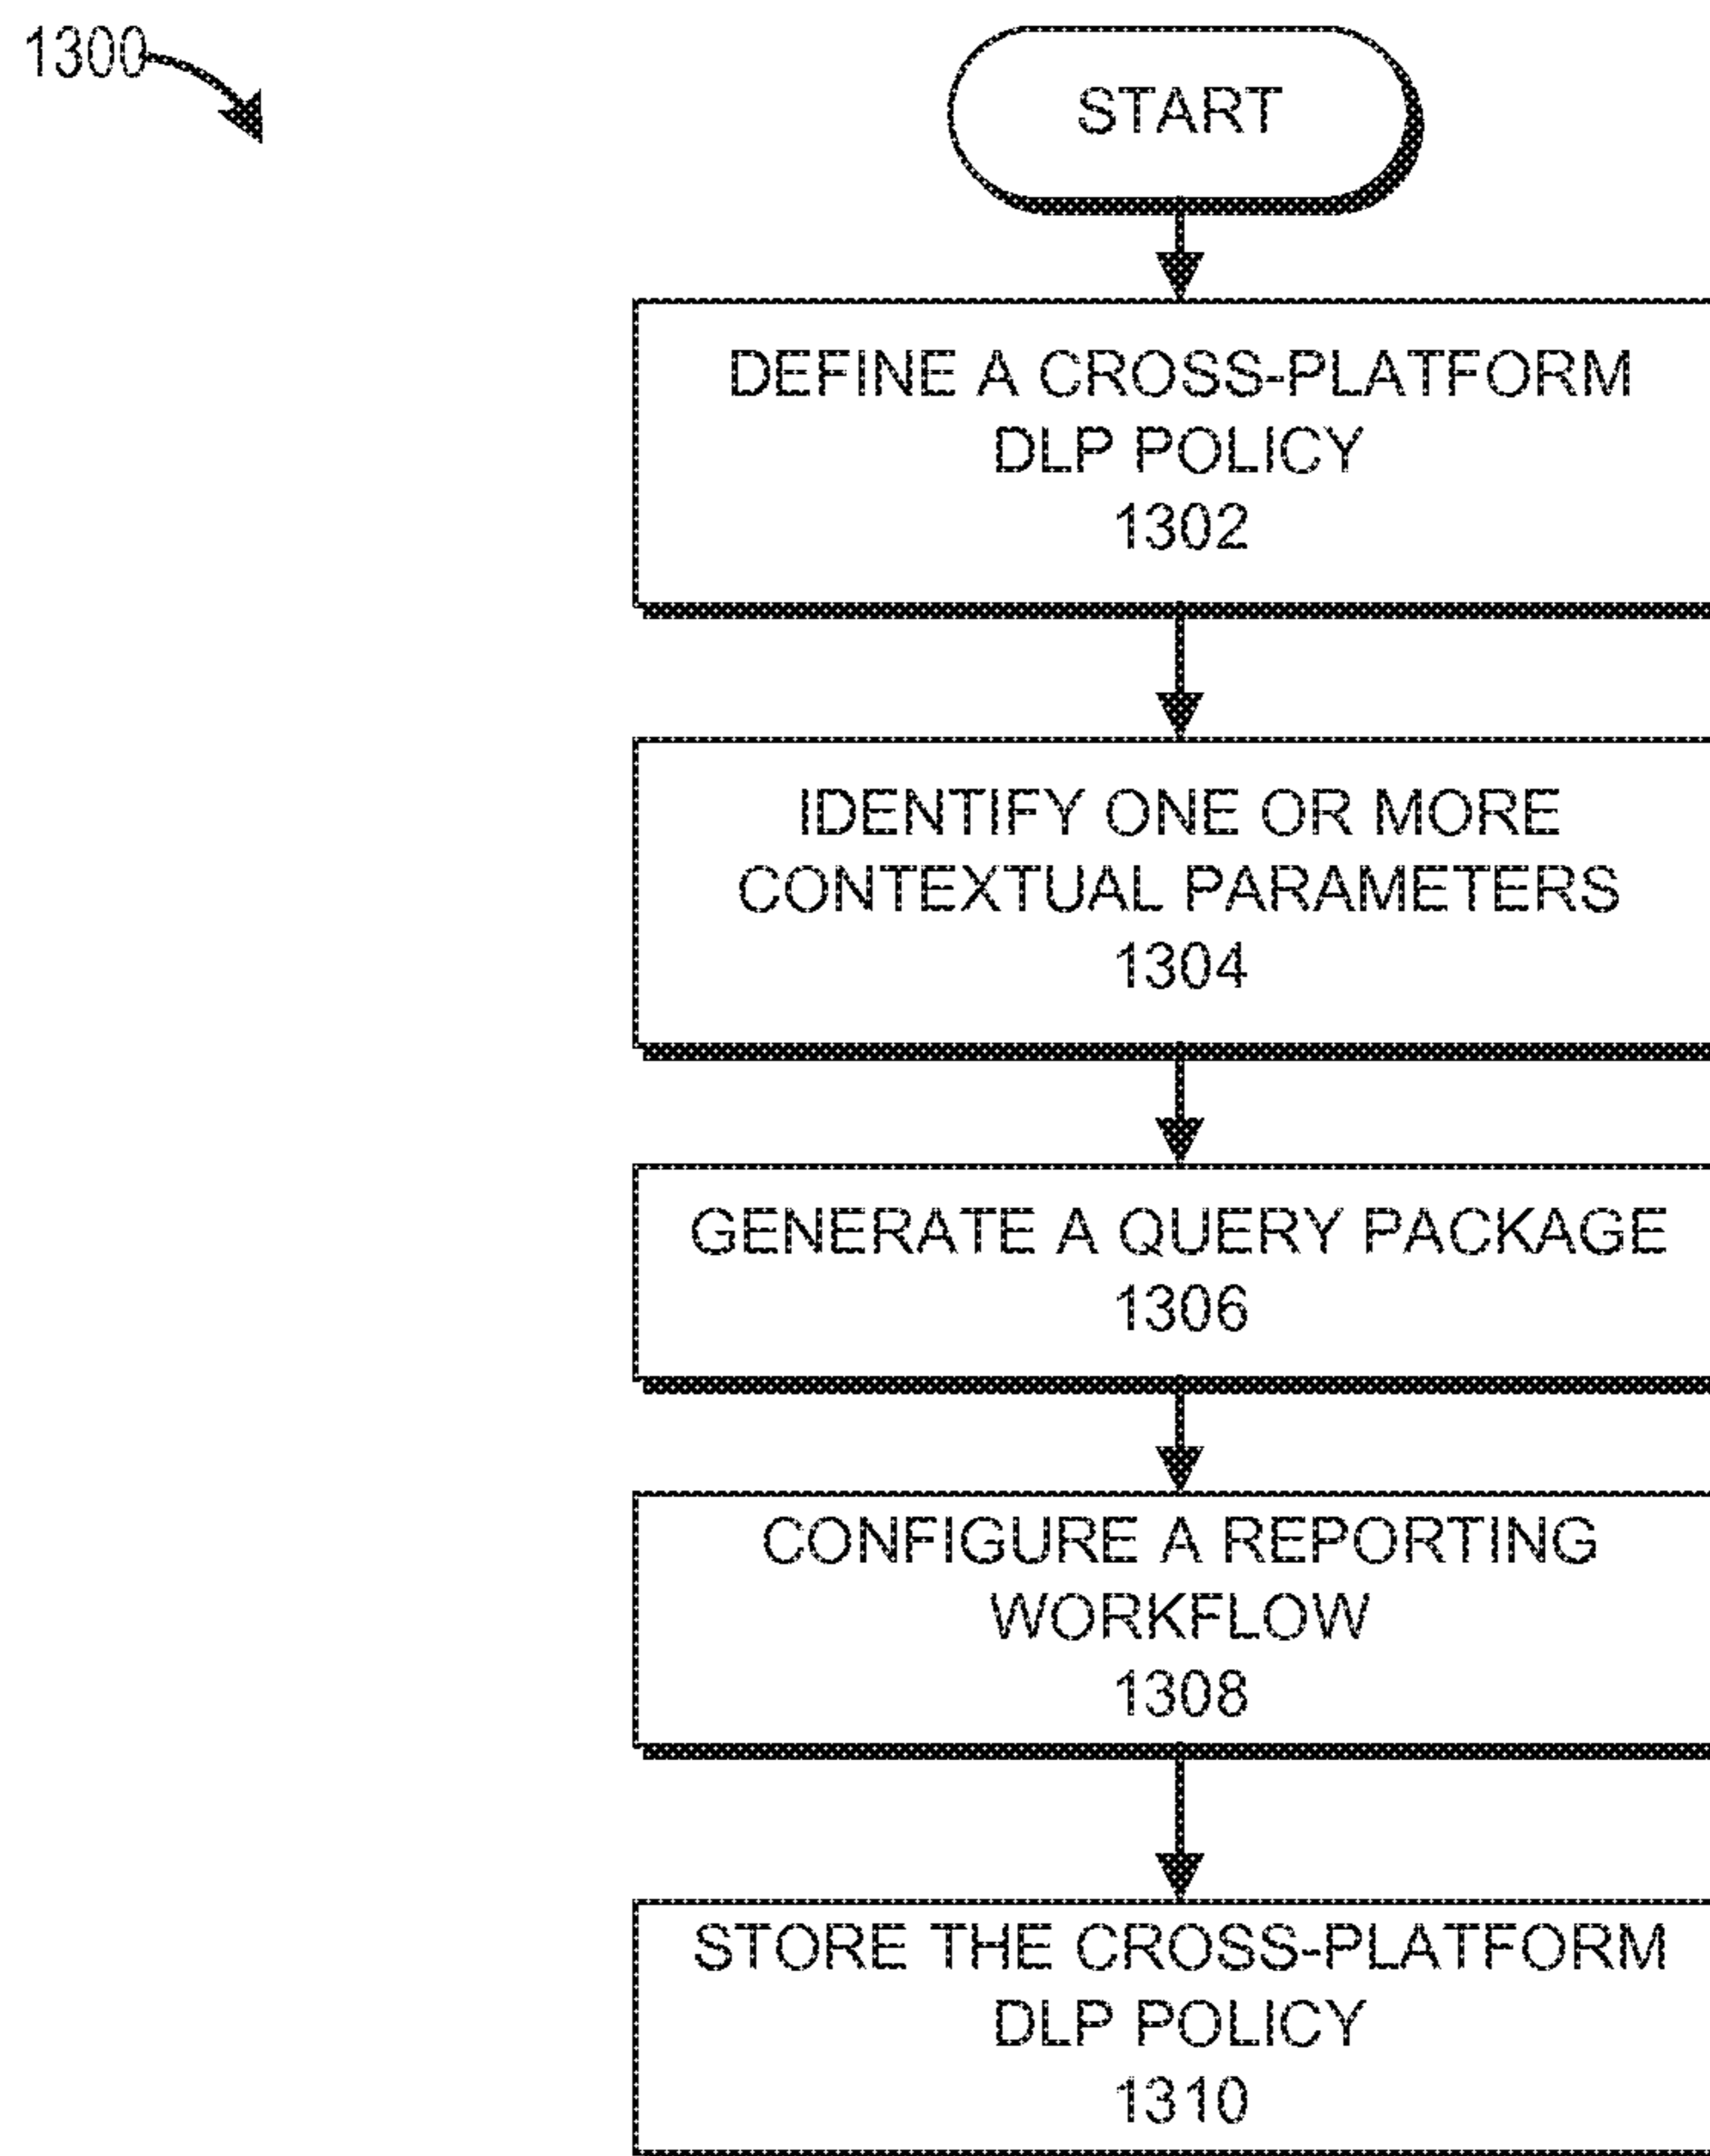 1300
START
DEFINE A CROSS-PLATFORM
DLP POLICY
1302
IDENTIFY ONE OR MORE
CONTEXTUAL PARAMETERS
1304
GENERATE A QUERY PACKAGE
1306
CONFIGURE A REPORTING
WORKFLOW
1308
STORE THE CROSS-PLATFORM
DLP POLICY
1310